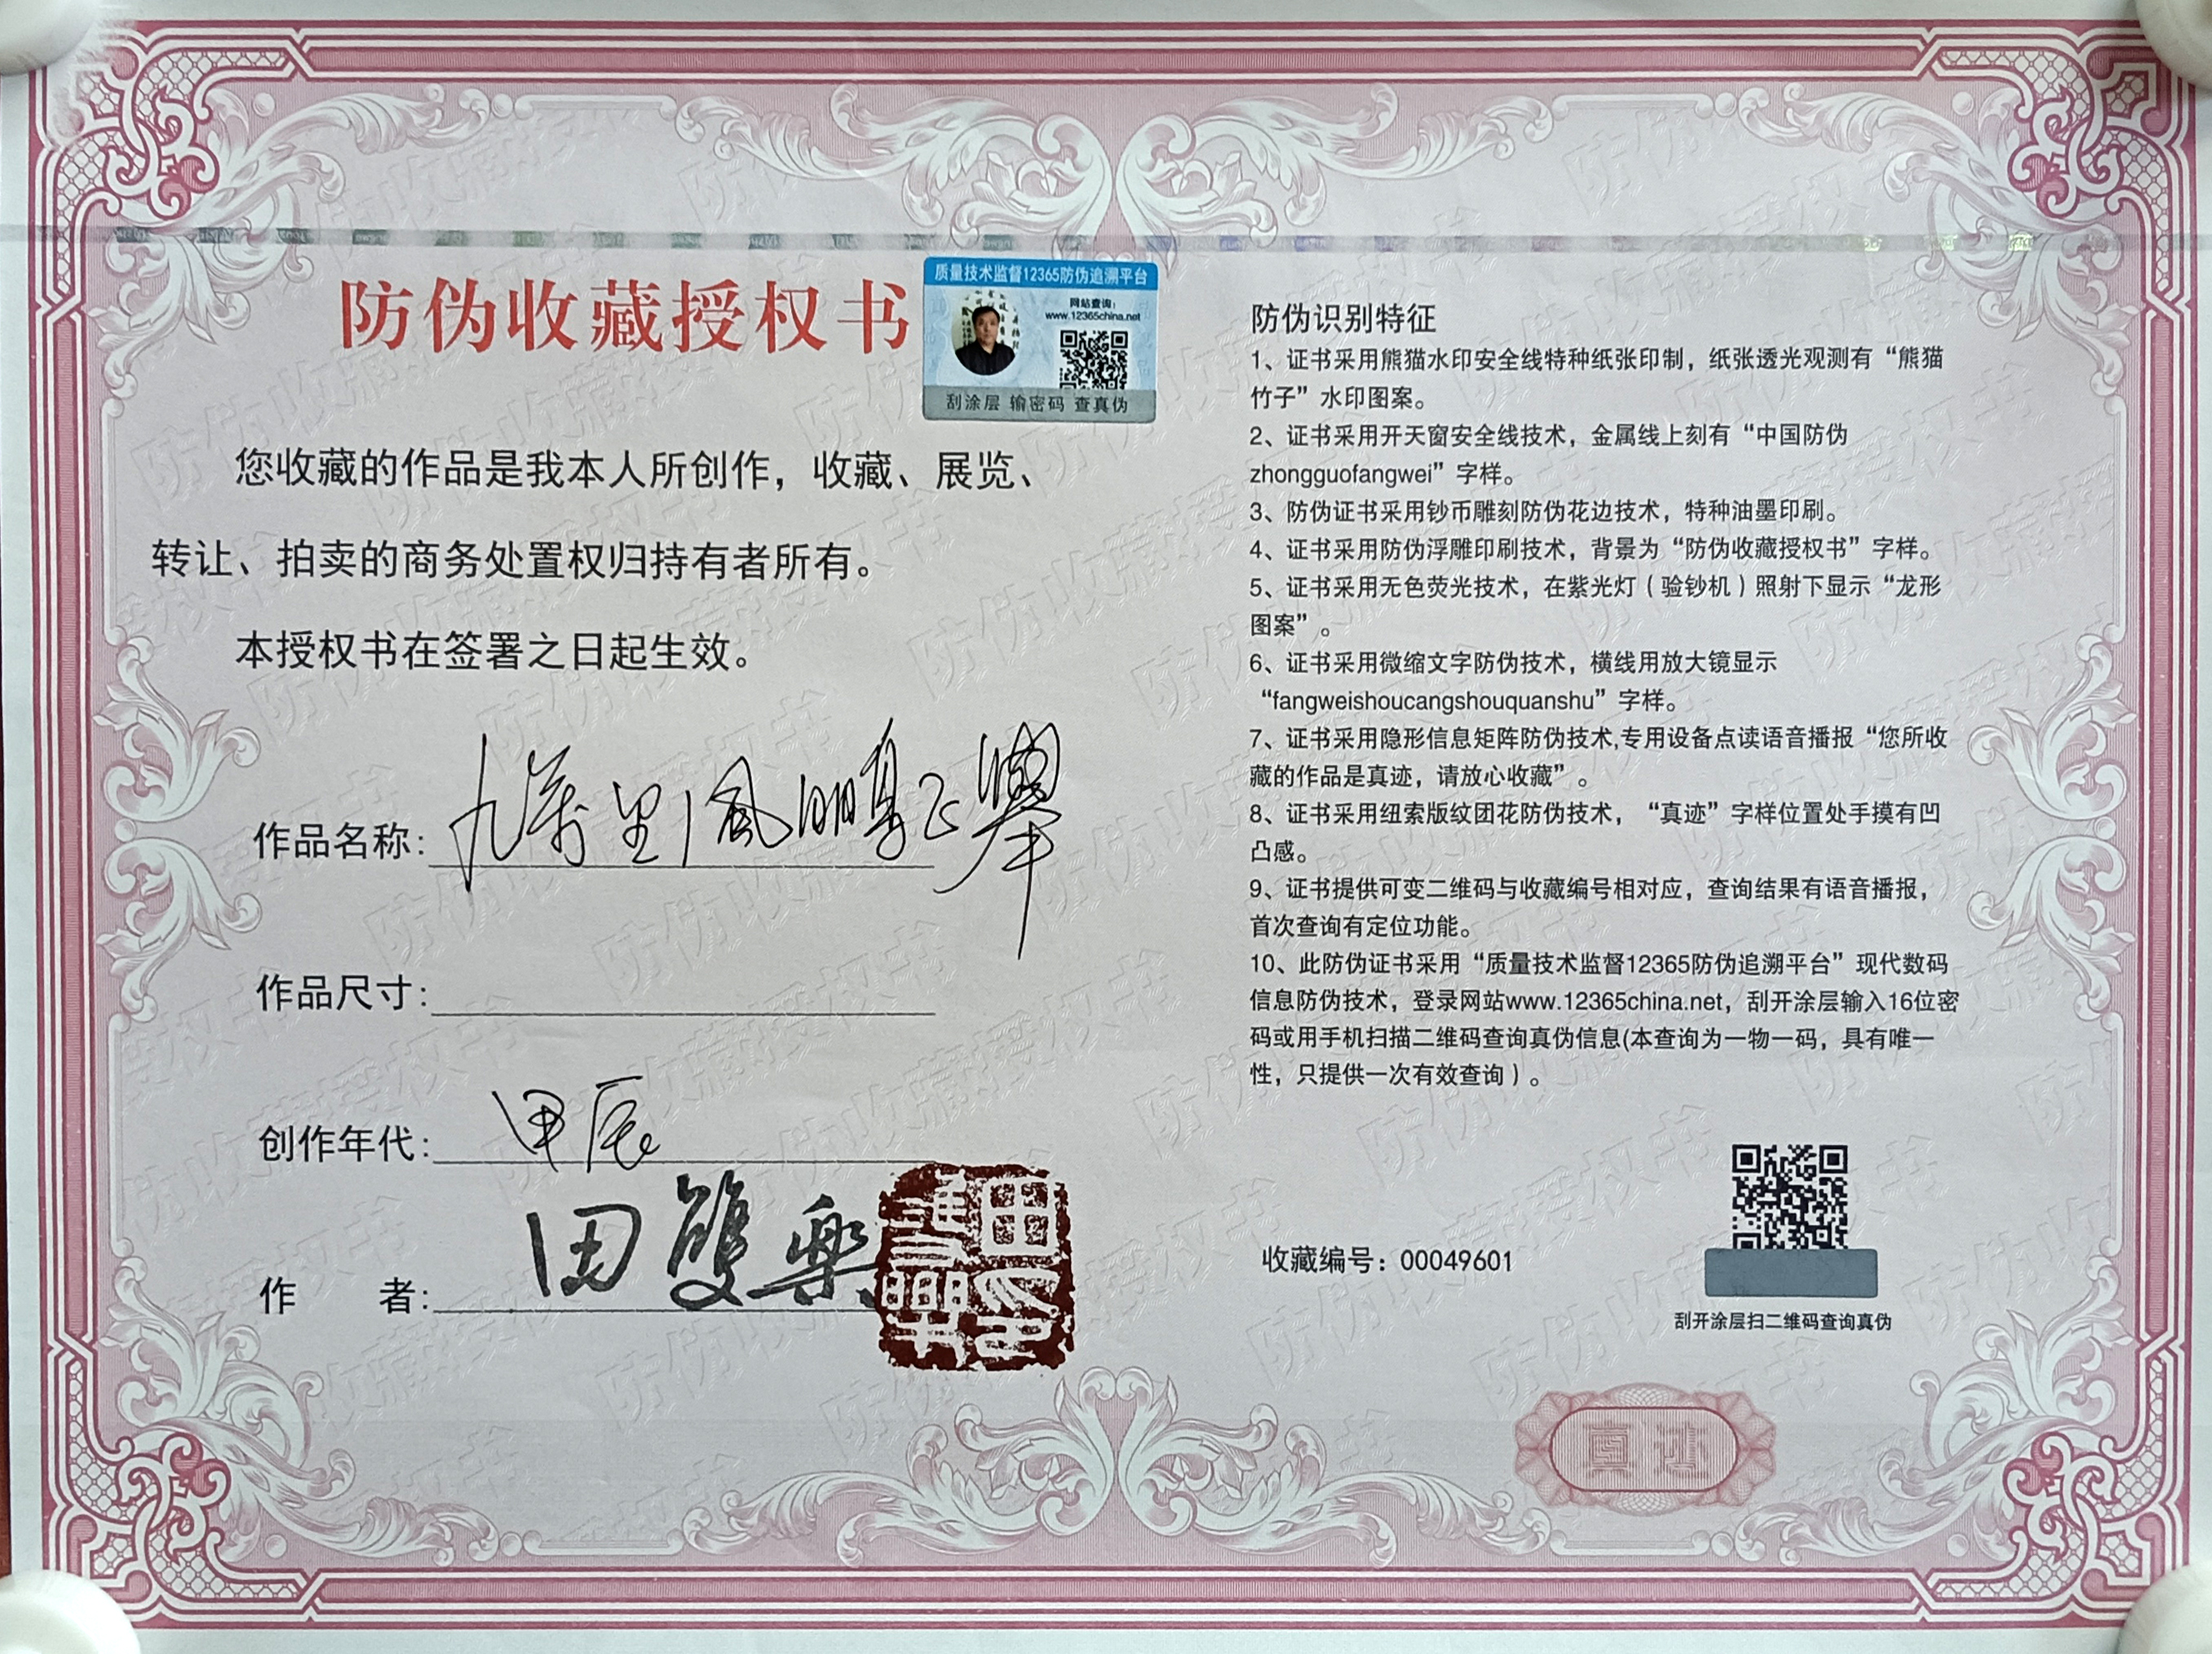 防伪收藏授权书
质量技术监督12365防伪追溯平台
网站查询：
www.12365china.net
刮涂层 输密码 查真伪
您收藏的作品是我本人所创作，收藏、展览、
转让、拍卖的商务处置权归持有者所有。
本授权书在签署之日起生效。
作品名称：九萬里風鵬正舉
作品尺寸：
创作年代：甲辰
作 者：田雙樂
防伪识别特征
1、证书采用熊猫水印安全线特种纸张印制，纸张透光观测有“熊猫
竹子”水印图案。
2、证书采用开天窗安全线技术，金属线上刻有“中国防伪
zhongguofangwei”字样。
3、防伪证书采用钞币雕刻防伪花边技术，特种油墨印刷。
4、证书采用防伪浮雕印刷技术，背景为“防伪收藏授权书”字样。
5、证书采用无色荧光技术，在紫光灯（验钞机）照射下显示“龙形
图案”。
6、证书采用微缩文字防伪技术，横线用放大镜显示
“fangweishoucangshouquanshu”字样。
7、证书采用隐形信息矩阵防伪技术,专用设备点读语音播报“您所收
藏的作品是真迹，请放心收藏”。
8、证书采用纽索版纹团花防伪技术，“真迹”字样位置处手摸有凹
凸感。
9、证书提供可变二维码与收藏编号相对应，查询结果有语音播报，
首次查询有定位功能。
10、此防伪证书采用“质量技术监督12365防伪追溯平台”现代数码
信息防伪技术，登录网站www.12365china.net，刮开涂层输入16位密
码或用手机扫描二维码查询真伪信息(本查询为一物一码，具有唯一
性，只提供一次有效查询）。
收藏编号：00049601
刮开涂层扫二维码查询真伪
真迹